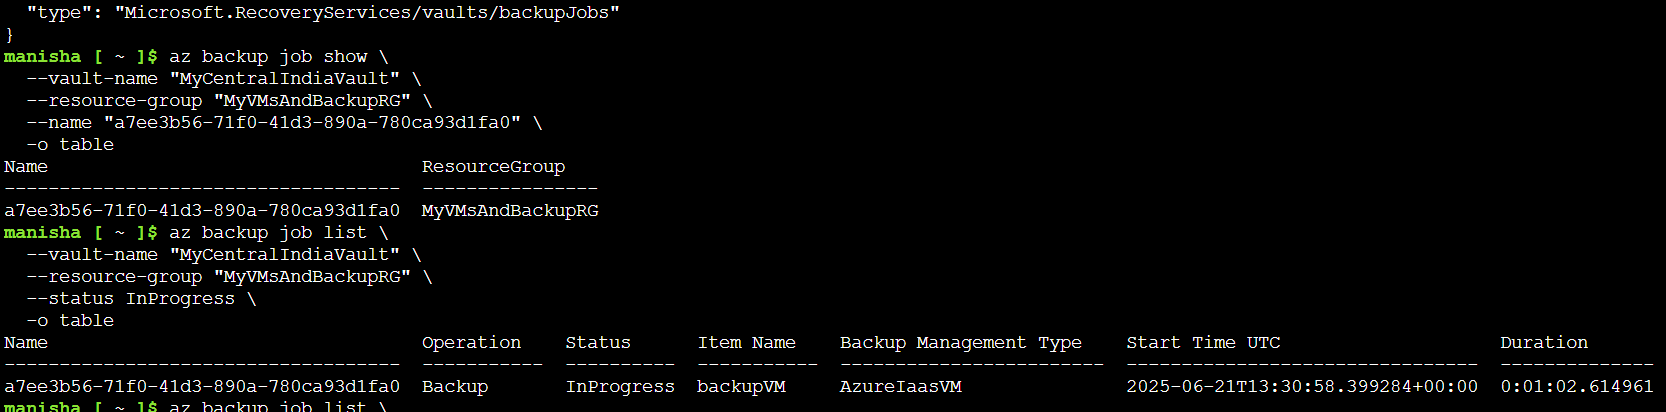 "type": "Microsoft.RecoveryServices/vaults/backupJobs"
}
manisha [ ~ ]$ az backup job show \
  --vault-name "MyCentralIndiaVault" \
  --resource-group "MyVMsAndBackupRG" \
  --name "a7ee3b56-71f0-41d3-890a-780ca93d1fa0" \
  -o table
Name                                  ResourceGroup
------------------------------------  ----------------
a7ee3b56-71f0-41d3-890a-780ca93d1fa0  MyVMsAndBackupRG
manisha [ ~ ]$ az backup job list \
  --vault-name "MyCentralIndiaVault" \
  --resource-group "MyVMsAndBackupRG" \
  --status InProgress \
  -o table
Name                                  Operation    Status      Item Name    Backup Management Type    Start Time UTC                    Duration
------------------------------------  -----------  ----------  -----------  ------------------------  --------------------------------  --------------
a7ee3b56-71f0-41d3-890a-780ca93d1fa0  Backup       InProgress  backupVM     AzureIaasVM               2025-06-21T13:30:58.399284+00:00  0:01:02.614961
manisha [ ~ ]$ az backup job list \